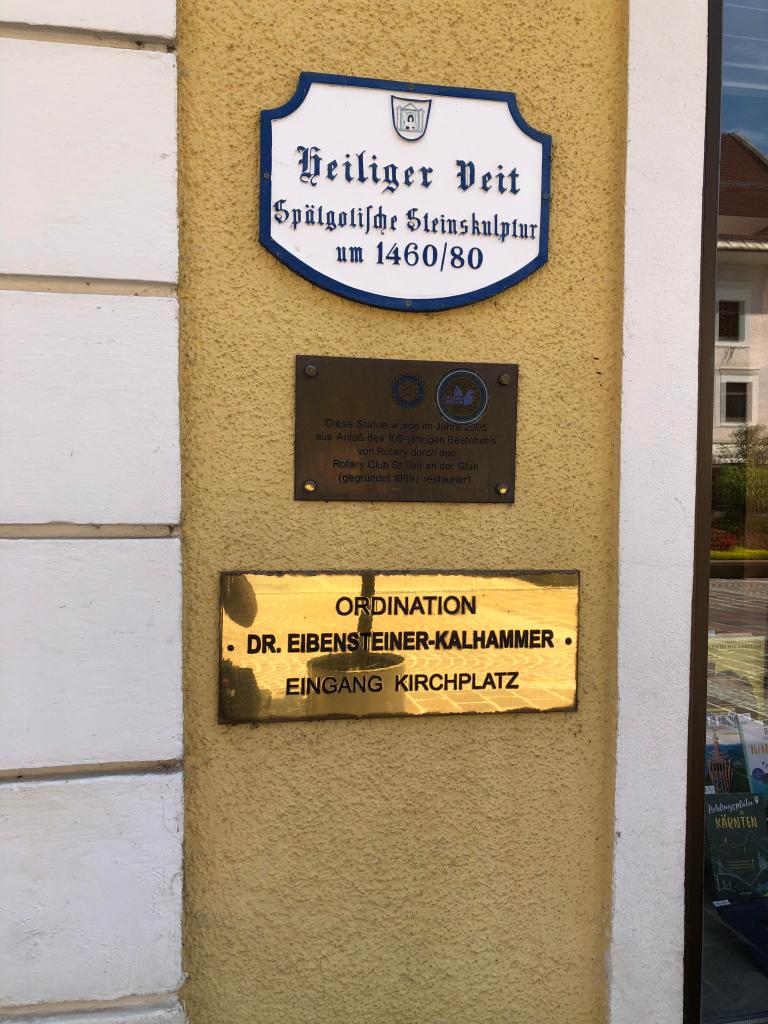 Heiliger Veit
Spätgotische Steinskulptur
um 1460/80
Diese Statue wurde im Jahre 2005
aus Anlaß des 100-jährigen Bestehens
von Rotary durch den
Rotary Club St. Veit an der Glan
(gegründet 1969) restauriert.
ORDINATION
• DR. EIBENSTEINER-KALHAMMER •
EINGANG KIRCHPLATZ
Lieblingsplätze
KÄRNTEN